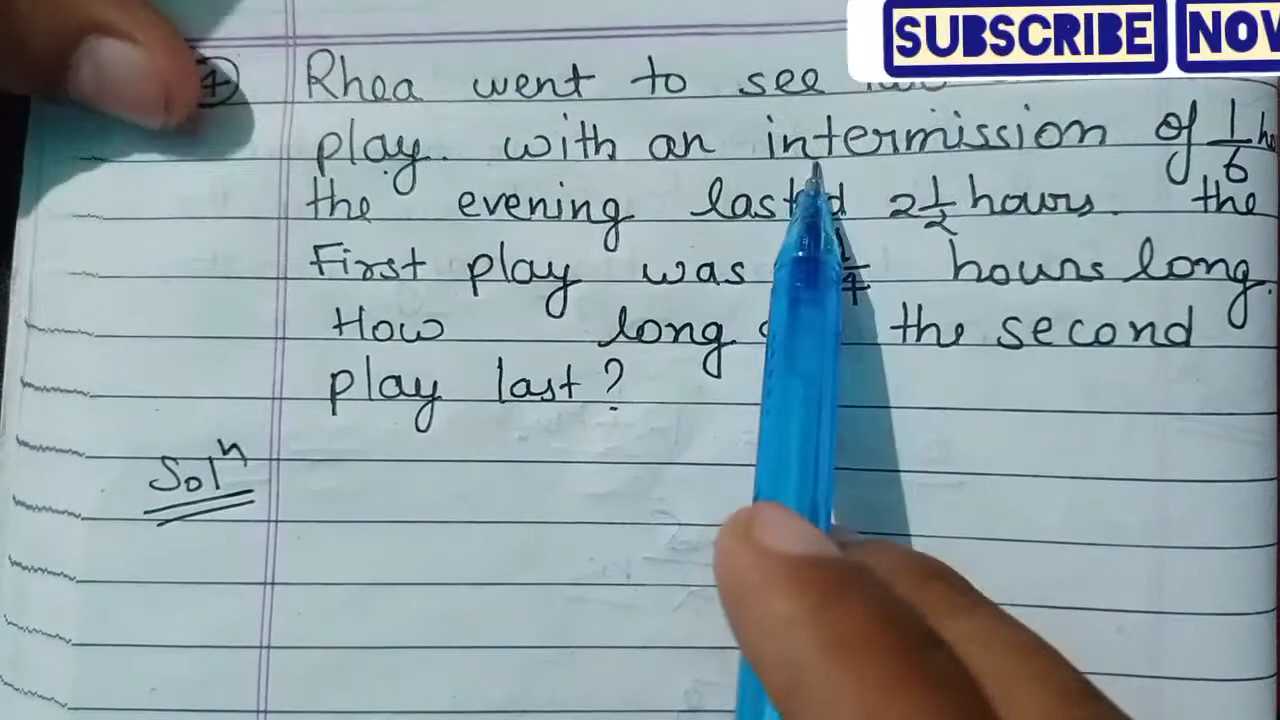 SUBSCRIBE NOW
Rhea went to see
play. with an intermission of 1/6
the evening lasted 2 1/2 hours. the
First play was hours long.
How long the second
play last?
Solⁿ